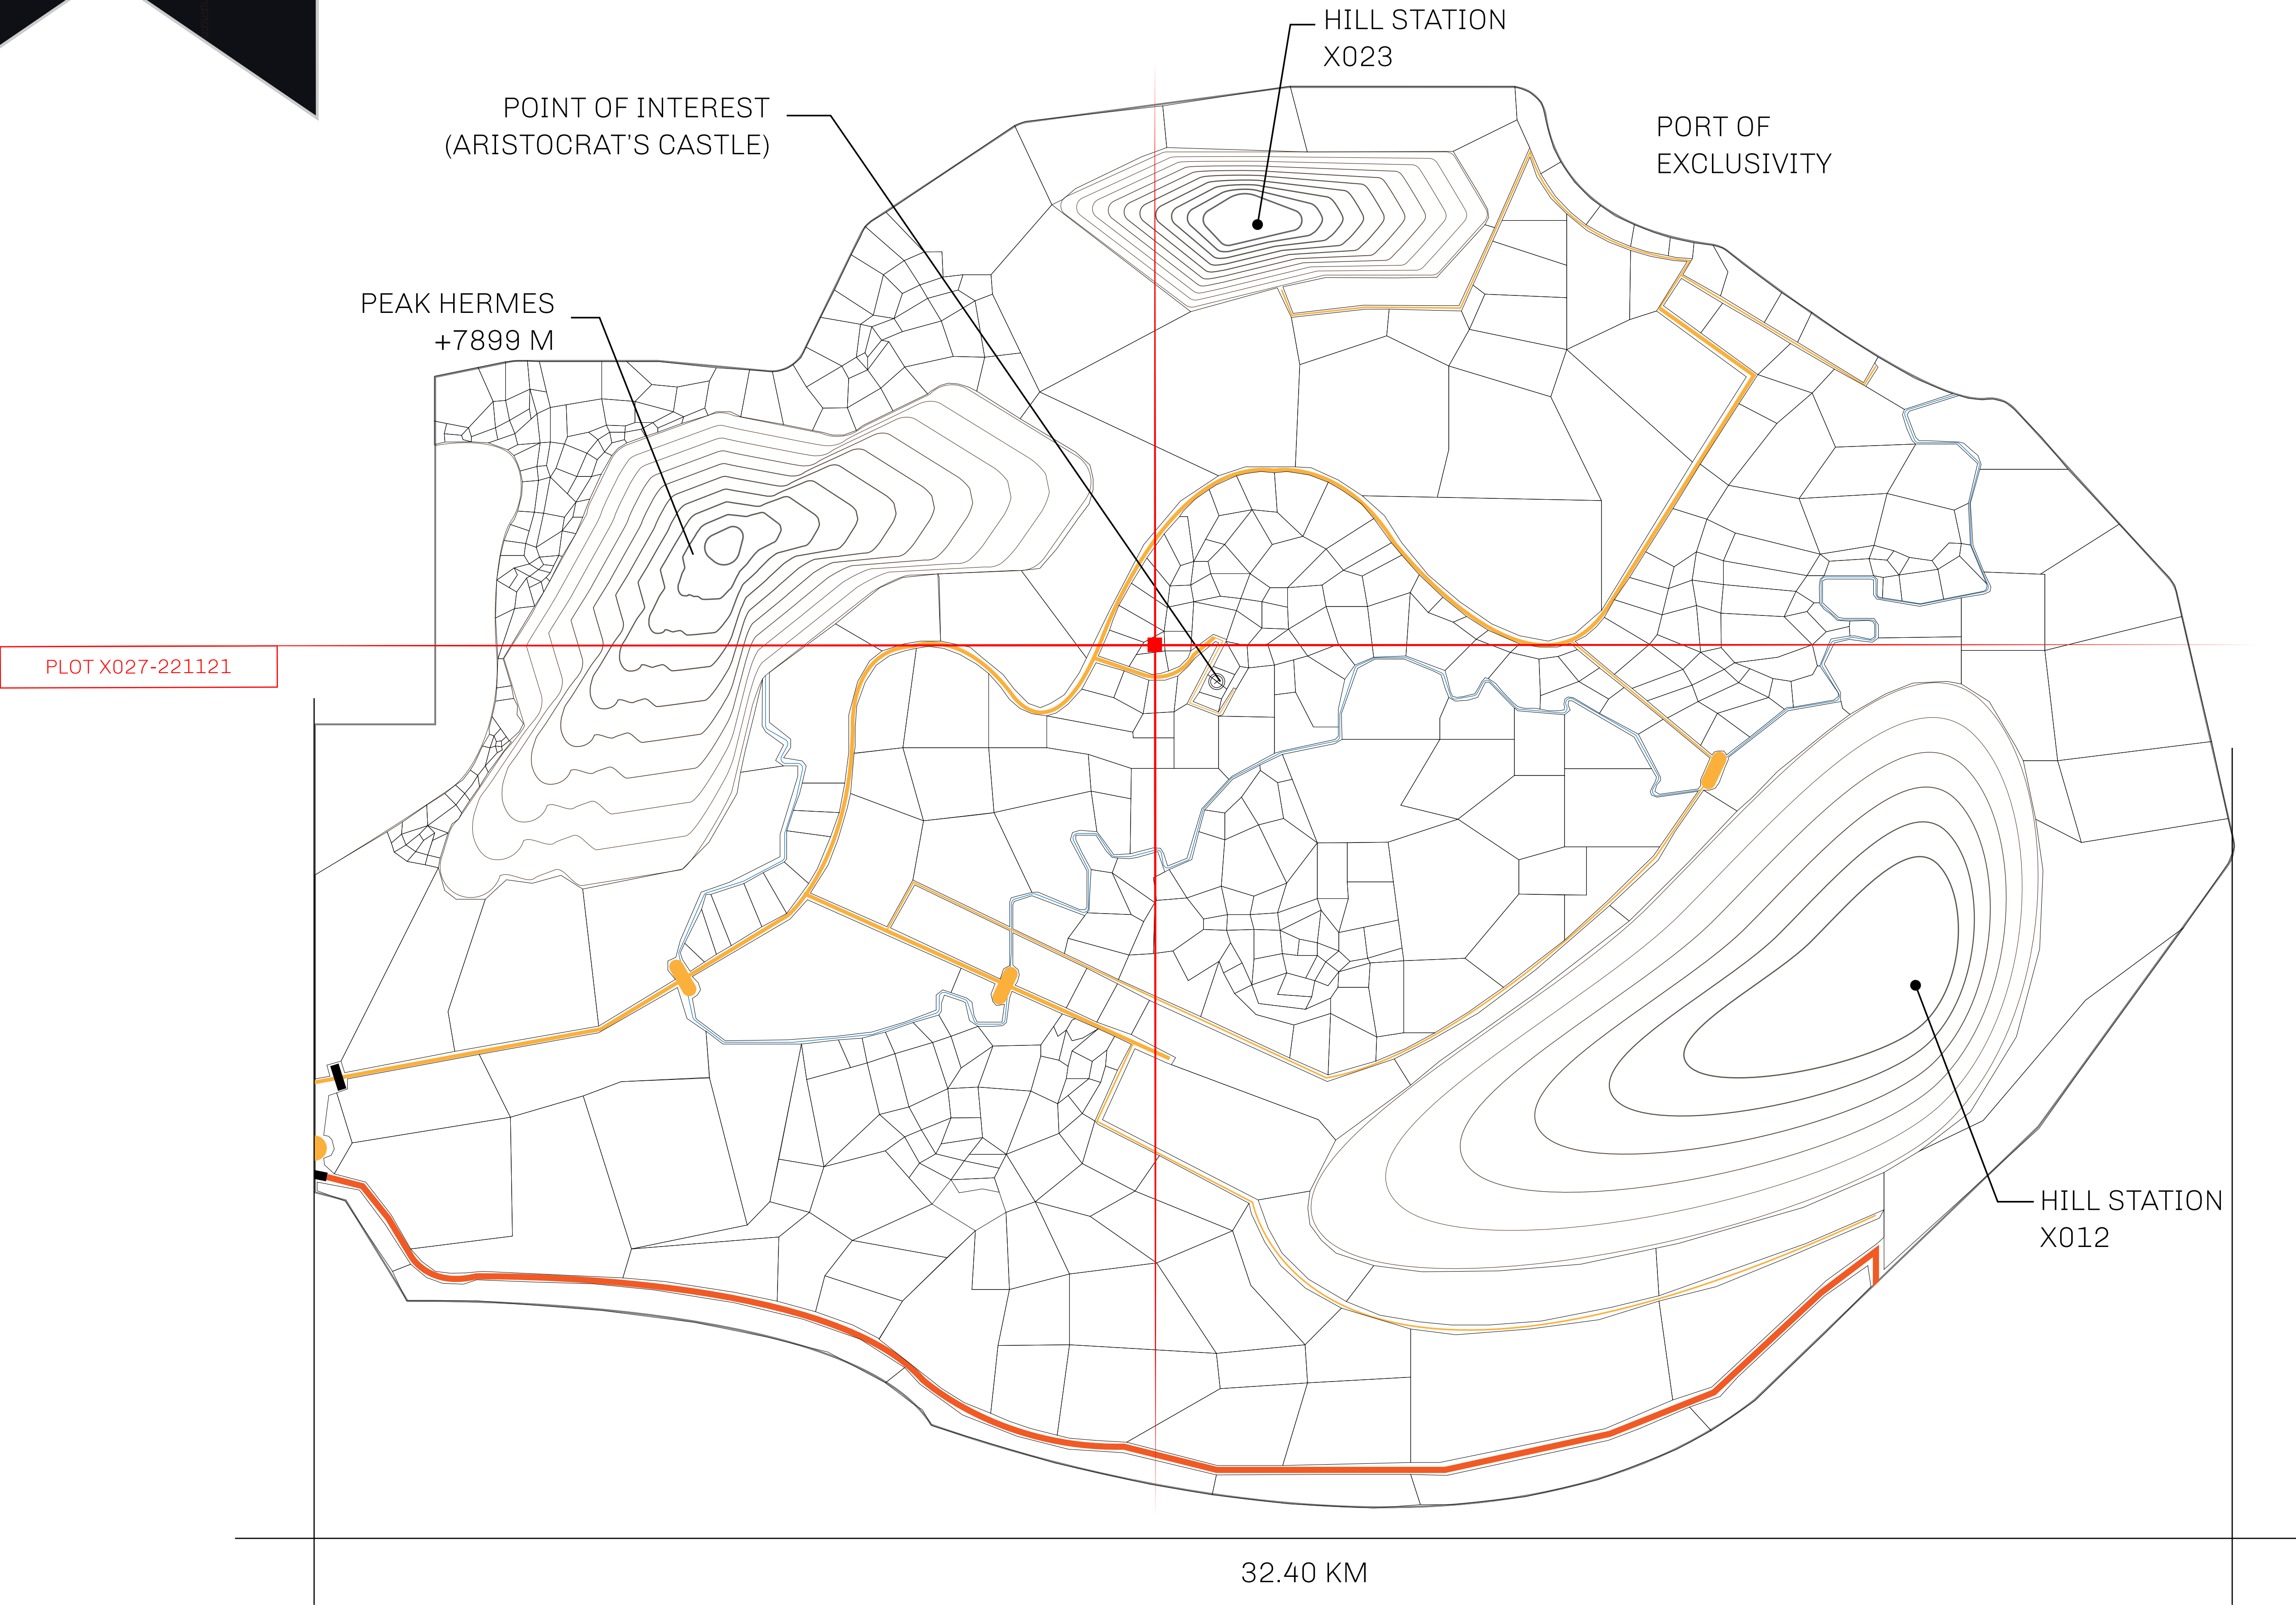 HILL STATION
X023
POINT OF INTEREST
(ARISTOCRAT'S CASTLE)
PORT OF
EXCLUSIVITY
PEAK HERMES
+7899 M
PLOT X027-221121
HILL STATION
X012
32.40 KM